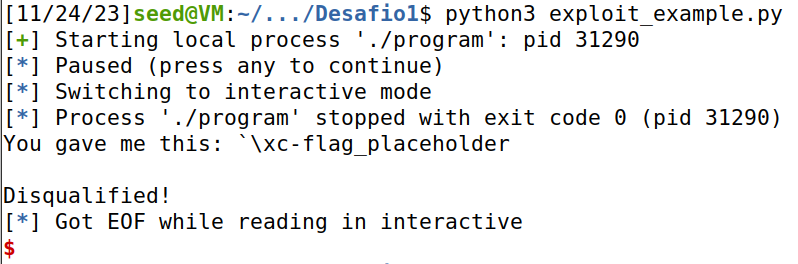 [11/24/23]seed@VM:~/.../Desafio1$ python3 exploit_example.py
[+] Starting local process './program': pid 31290
[*] Paused (press any to continue)
[*] Switching to interactive mode
[*] Process './program' stopped with exit code 0 (pid 31290)
You gave me this: `\xc-flag_placeholder
Disqualified!
[*] Got EOF while reading in interactive
$